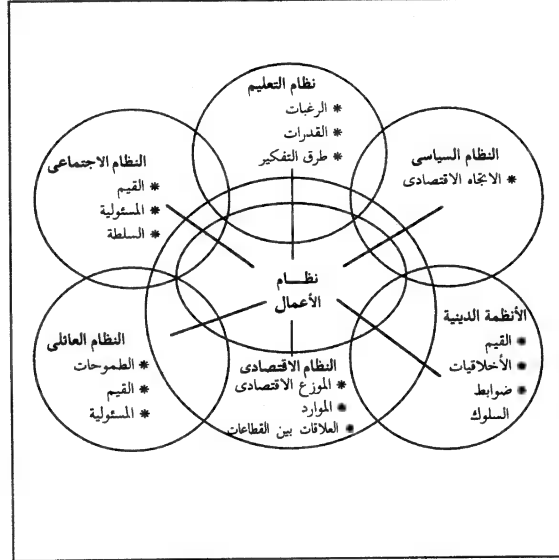 نظام التعليم
* الرغبات
* القدرات
* طرق التفكير
النظام السياسى
* الاتجاه الاقتصادى
النظام الاجتماعى
* القيم
* المسئولية
* السلطة
نظـــام
الأعمال
الأنظمة الدينية
● القيم
● الأخلاقيات
● ضوابط
السلوك
النظام العائلى
* الطموحات
* القيم
* المسئولية
النظام الاقتصادى
* الموزع الاقتصادى
● الموارد
● العلاقات بين القطاعات